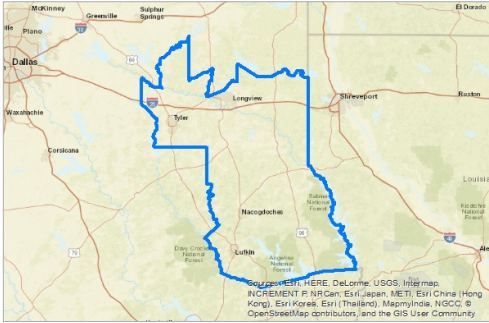 McKinney
Greenville
Sulphur
Springs
El Dorado
Plano
Dallas
Longview
Shreveport
Ruston
Waxahachie
Tyler
Corsicana
Sabine
National
Forest
Louisia
Kisatchie
National
Forest
Nacogdoches
Davy Crockett
National
Forest
Lufkin
Angelina
National
Forest
Ale
Sources: Esri, HERE, DeLorme, USGS, Intermap,
INCREMENT P, NRCan, Esri Japan, METI, Esri China (Hong
Kong), Esri Korea, Esri (Thailand), MapmyIndia, NGCC, ©
OpenStreetMap contributors, and the GIS User Community